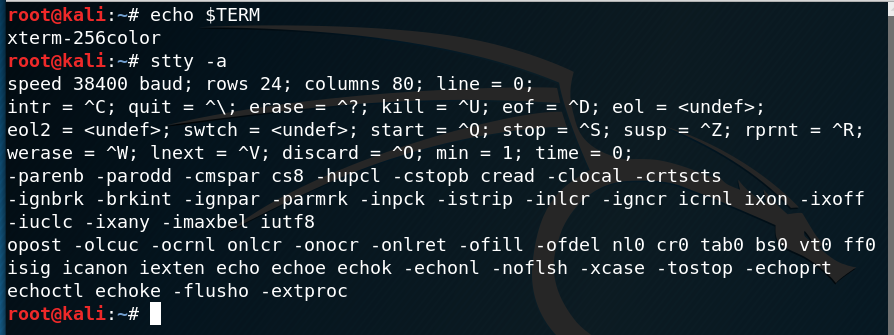 root@kali:~# echo $TERM
xterm-256color
root@kali:~# stty -a
speed 38400 baud; rows 24; columns 80; line = 0;
intr = ^C; quit = ^\; erase = ^?; kill = ^U; eof = ^D; eol = <undef>;
eol2 = <undef>; swtch = <undef>; start = ^Q; stop = ^S; susp = ^Z; rprnt = ^R;
werase = ^W; lnext = ^V; discard = ^O; min = 1; time = 0;
-parenb -parodd -cmspar cs8 -hupcl -cstopb cread -clocal -crtscts
-ignbrk -brkint -ignpar -parmrk -inpck -istrip -inlcr -igncr icrnl ixon -ixoff
-iuclc -ixany -imaxbel iutf8
opost -olcuc -ocrnl onlcr -onocr -onlret -ofill -ofdel nl0 cr0 tab0 bs0 vt0 ff0
isig icanon iexten echo echoe echok -echonl -noflsh -xcase -tostop -echoprt
echoctl echoke -flusho -extproc
root@kali:~#